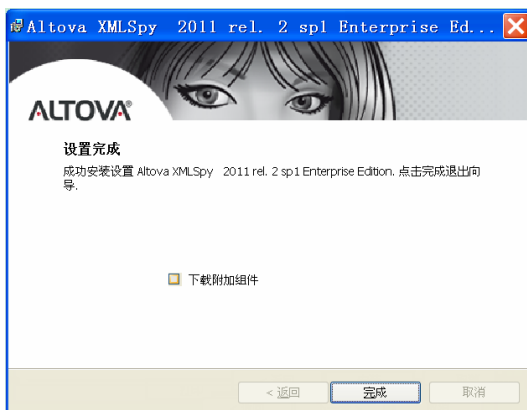 Altova XMLSpy 2011 rel. 2 sp1 Enterprise Ed...
ALTOVA®
设置完成
成功安装设置 Altova XMLSpy 2011 rel. 2 sp1 Enterprise Edition. 点击完成退出向
导.
下载附加组件
< 返回
完成
取消